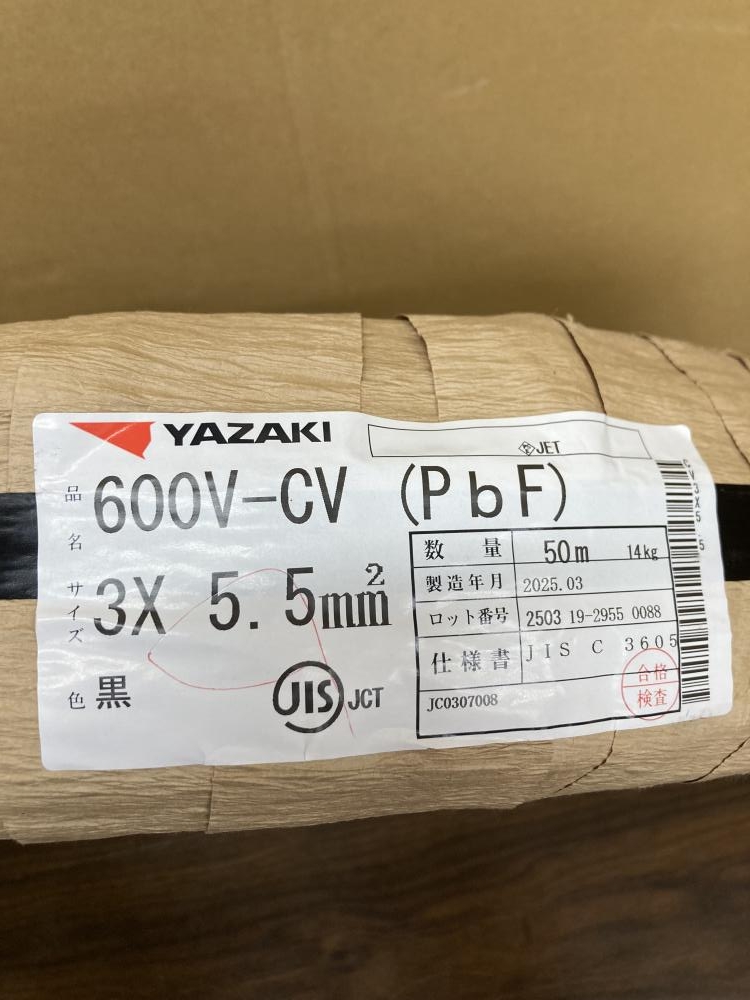 YAZAKI
JET
品名 600V-CV (PbF)
サイズ 3X 5.5mm²
色 黒
JIS JCT
数量 50m 14kg
製造年月 2025.03
ロット番号 2503 19-2955 0088
仕様書 JIS C 3605
JC0307008
合格
検査